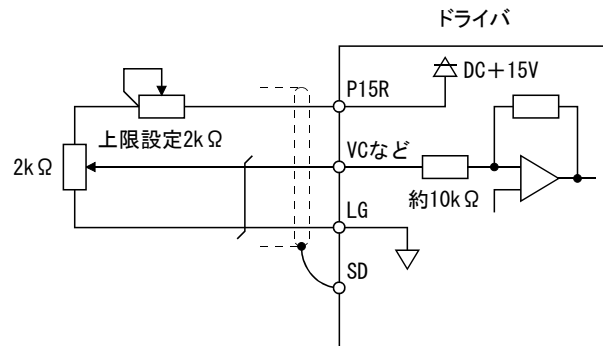 ドライバ
P15R
DC+15V
上限設定2kΩ
VCなど
2kΩ
約10kΩ
LG
SD